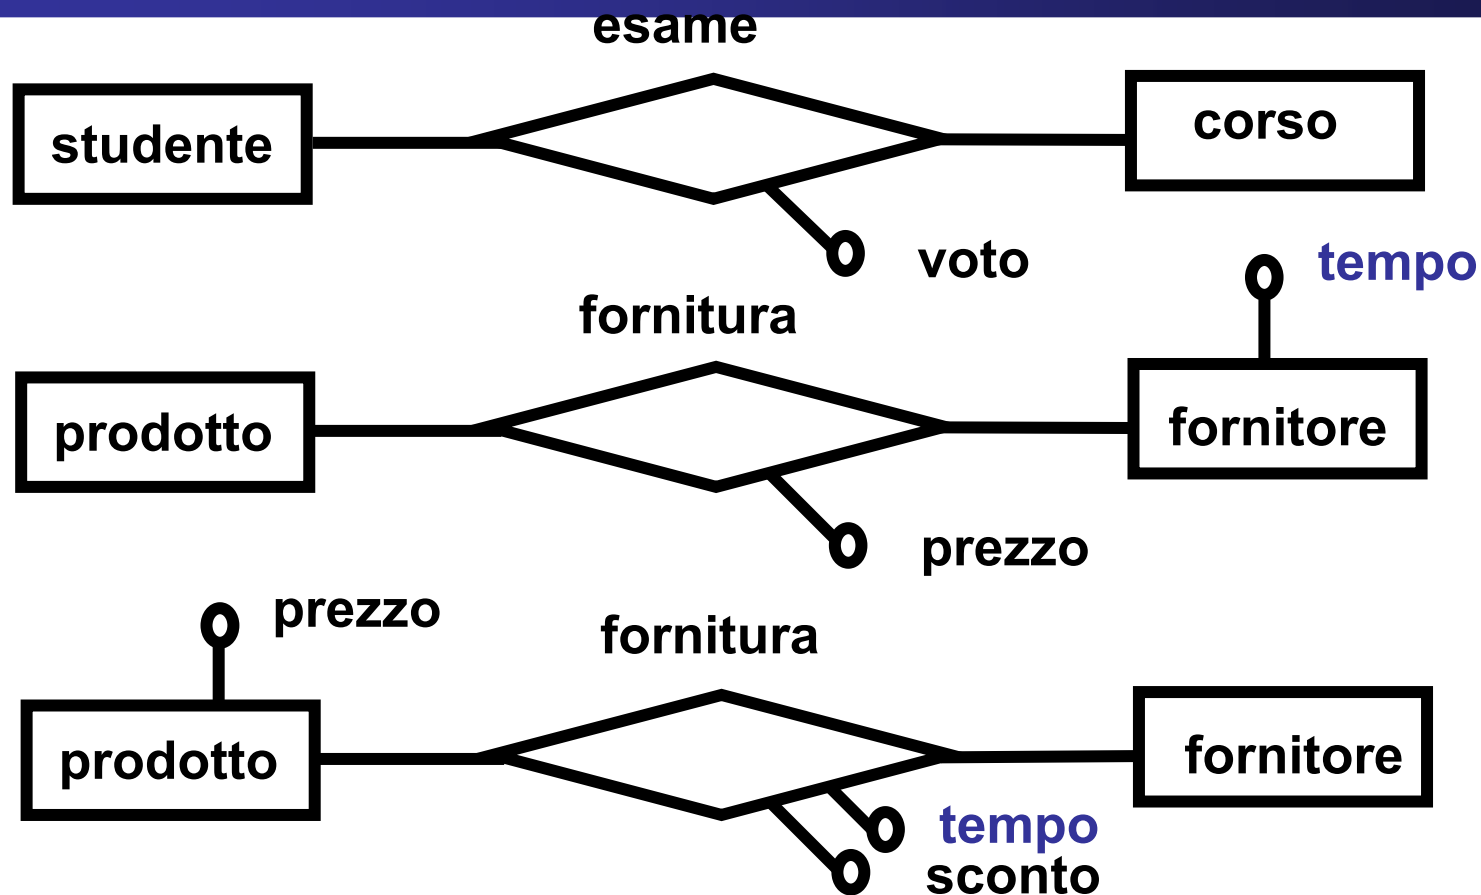 esame
studente
corso
voto
tempo
fornitura
prodotto
fornitore
prezzo
prezzo
fornitura
prodotto
fornitore
tempo
sconto